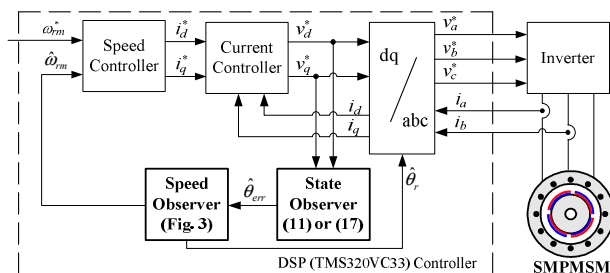 ω*rm
ω̂rm
Speed
Controller
i*d
i*q
Current
Controller
v*d
v*q
dq
abc
v*a
v*b
v*c
Inverter
id
iq
ia
ib
θ̂r
Speed
Observer
(Fig. 3)
θ̂err
State
Observer
(11) or (17)
DSP (TMS320VC33) Controller
SMPMSM